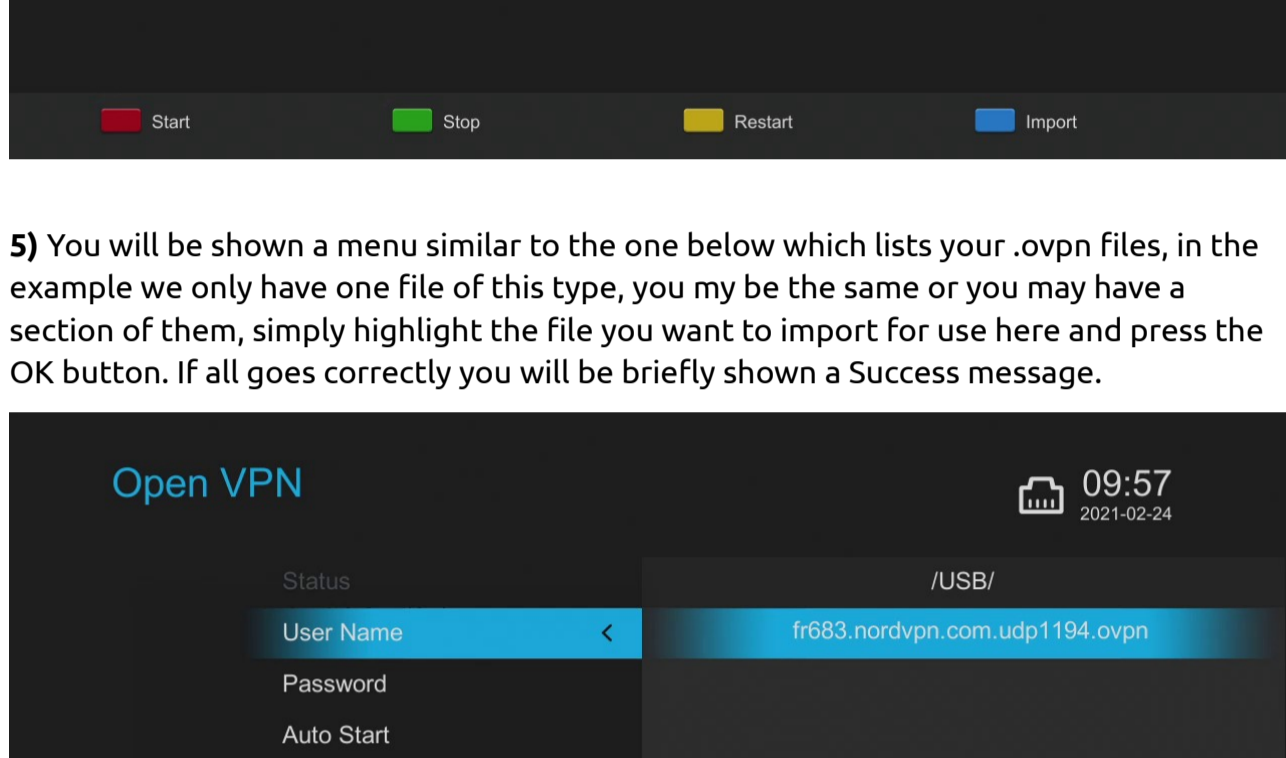 Start Stop Restart Import
5) You will be shown a menu similar to the one below which lists your .ovpn files, in the
example we only have one file of this type, you my be the same or you may have a
section of them, simply highlight the file you want to import for use here and press the
OK button. If all goes correctly you will be briefly shown a Success message.
Open VPN 09:57
2021-02-24
Status /USB/
User Name < fr683.nordvpn.com.udp1194.ovpn
Password
Auto Start